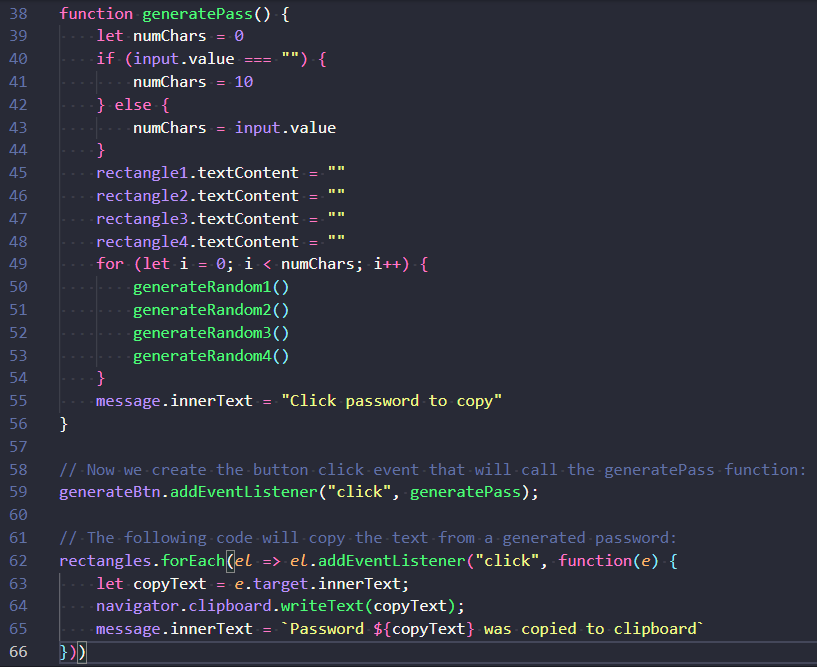 38 function generatePass() {
39     let numChars = 0
40     if (input.value === "") {
41         numChars = 10
42     } else {
43         numChars = input.value
44     }
45     rectangle1.textContent = ""
46     rectangle2.textContent = ""
47     rectangle3.textContent = ""
48     rectangle4.textContent = ""
49     for (let i = 0; i < numChars; i++) {
50         generateRandom1()
51         generateRandom2()
52         generateRandom3()
53         generateRandom4()
54     }
55     message.innerText = "Click password to copy"
56 }
57
58 // Now we create the button click event that will call the generatePass function:
59 generateBtn.addEventListener("click", generatePass);
60
61 // The following code will copy the text from a generated password:
62 rectangles.forEach(el => el.addEventListener("click", function(e) {
63     let copyText = e.target.innerText;
64     navigator.clipboard.writeText(copyText);
65     message.innerText = `Password ${copyText} was copied to clipboard`
66 }))